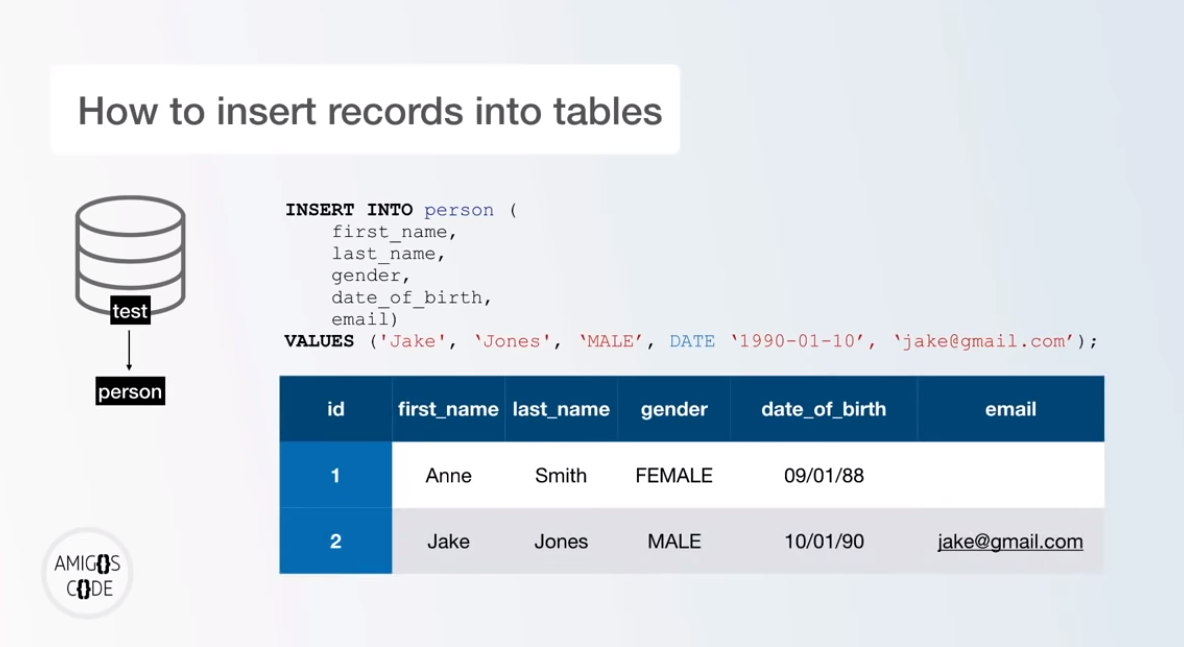 How to insert records into tables
test
person
INSERT INTO person (
first_name,
last_name,
gender,
date_of_birth,
email)
VALUES ('Jake', ‘Jones', ‘MALE’, DATE ‘1990-01-10’, ‘jake@gmail.com’);
id first_name last_name gender date_of_birth email
1 Anne Smith FEMALE 09/01/88
2 Jake Jones MALE 10/01/90 jake@gmail.com
AMIG{}S
C{}DE